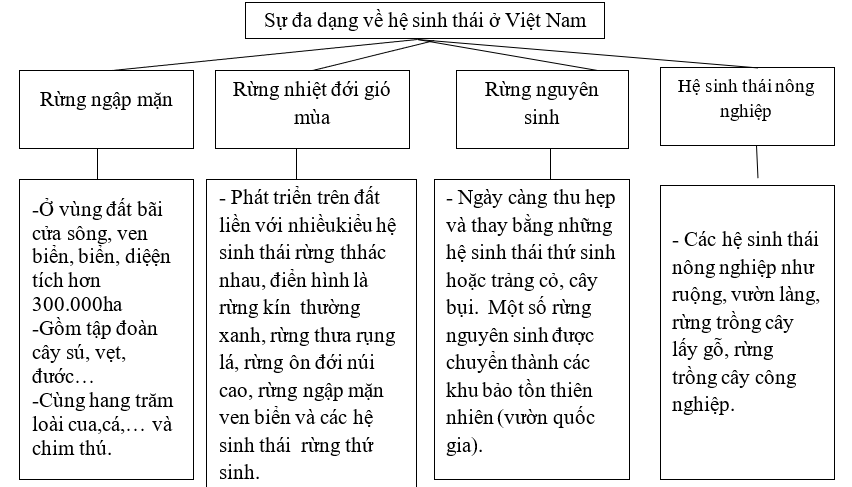 Sự đa dạng về hệ sinh thái ở Việt Nam
Rừng ngập mặn
Rừng nhiệt đới gió
mùa
Rừng nguyên
sinh
Hệ sinh thái nông
nghiệp
-Ở vùng đất bãi
cửa sông, ven
biển, biển, diệện
tích hơn
300.000ha
-Gồm tập đoàn
cây sú, vẹt,
đước…
-Cùng hang trăm
loài cua,cá,… và
chim thú.
- Phát triển trên đất
liền với nhiềukiểu hệ
sinh thái rừng thhác
nhau, điển hình là
rừng kín thường
xanh, rừng thưa rụng
lá, rừng ôn đới núi
cao, rừng ngập mặn
ven biển và các hệ
sinh thái rừng thứ
sinh.
- Ngày càng thu hẹp
và thay bằng những
hệ sinh thái thứ sinh
hoặc trảng cỏ, cây
bụi. Một số rừng
nguyên sinh được
chuyển thành các
khu bảo tồn thiên
nhiên (vườn quốc
gia).
- Các hệ sinh thái
nông nghiệp như
ruộng, vườn làng,
rừng trồng cây
lấy gỗ, rừng
trồng cây công
nghiệp.